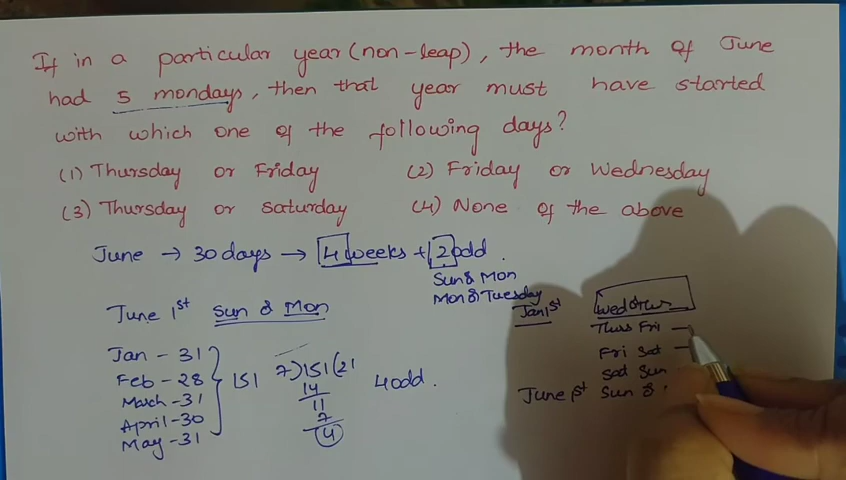 If in a particular year (non-leap), the month of June
had 5 mondays, then that year must have started
with which one of the following days?
(1) Thursday or Friday (2) Friday or Wednesday
(3) Thursday or Saturday (4) None of the above
June → 30 days → 4 weeks + 2 odd.
Sun & Mon
Mon & Tuesday
June 1st Sun & Mon
Jan - 31
Feb - 28
March - 31
April - 30
May - 31
151
7)151(21
14
11
7
4
4 odd.
Jan 1st Wed
Thurs Fri
Fri Sat
Sat Sun
June 1st Sun &